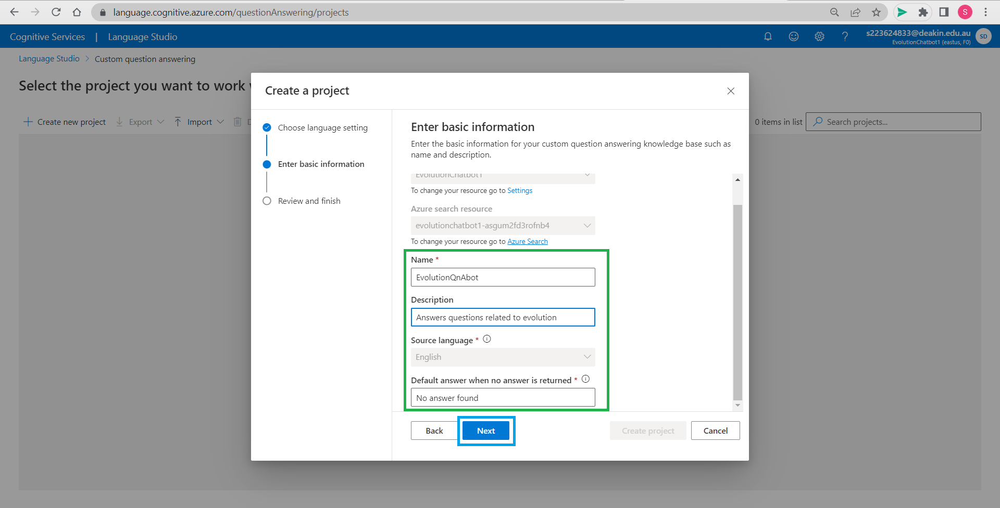 language.cognitive.azure.com/questionAnswering/projects
S
Cognitive Services | Language Studio
s223624833@deakin.edu.au
EvolutionChatbot1 (eastus, F0)
SD
Language Studio > Custom question answering
Select the project you want to work
Create new project
Export
Import
D
0 items in list
Search projects...
Create a project
Choose language setting
Enter basic information
Review and finish
Enter basic information
Enter the basic information for your custom question answering knowledge base such as
name and description.
EvolutionChatbot1
To change your resource go to Settings
Azure search resource
evolutionchatbot1-asgum2fd3rofnb4
To change your resource go to Azure Search
Name *
EvolutionQnAbot
Description
Answers questions related to evolution
Source language *
English
Default answer when no answer is returned *
No answer found
Back
Next
Create project
Cancel